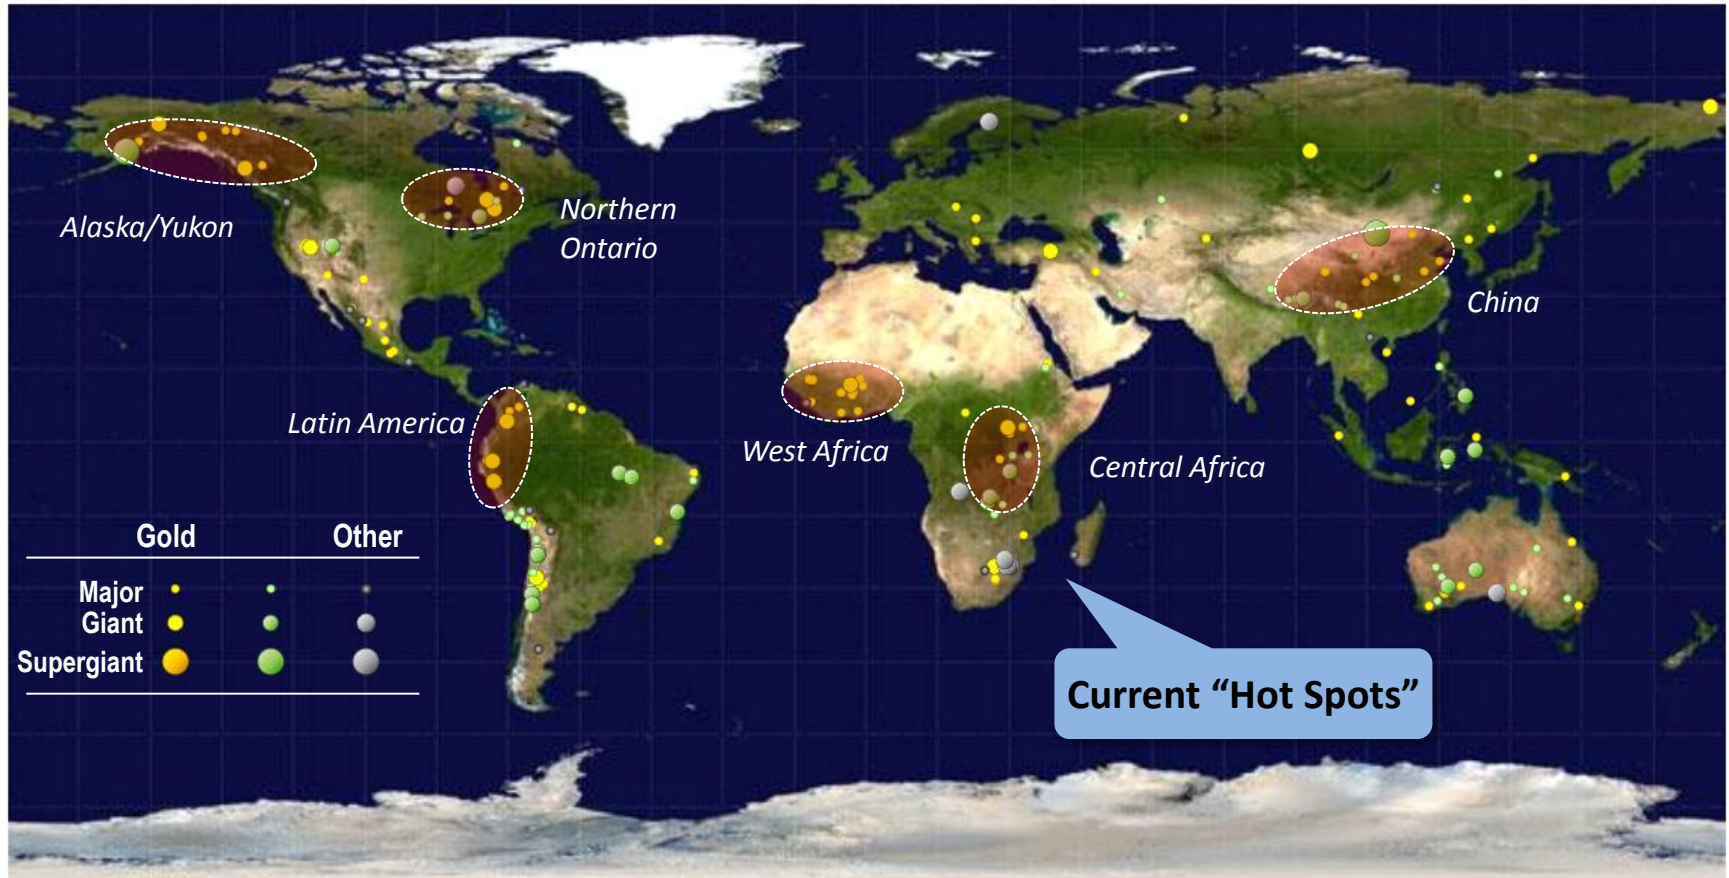 Alaska/Yukon
Northern
Ontario
China
Latin America
West Africa
Central Africa
Gold Other
Major
Giant
Supergiant
Current “Hot Spots”